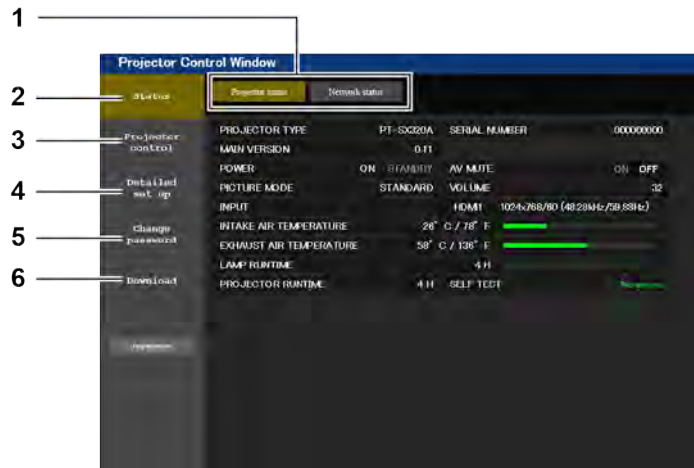 1
Projector Control Window
2 Status Projector status Network status
3 Projector control
PROJECTOR TYPE PT-SX320A SERIAL NUMBER 000000000
MAIN VERSION 0.11
POWER ON STANDBY AV MUTE ON OFF
4 Detailed set up
PICTURE MODE STANDARD VOLUME 32
INPUT HDMI1 1024x768/60 (48.28kHz/59.88Hz)
5 Change password
INTAKE AIR TEMPERATURE 26° C / 78° F
EXHAUST AIR TEMPERATURE 58° C / 136° F
LAMP RUNTIME 4 H
6 Download
PROJECTOR RUNTIME 4 H SELF TEST